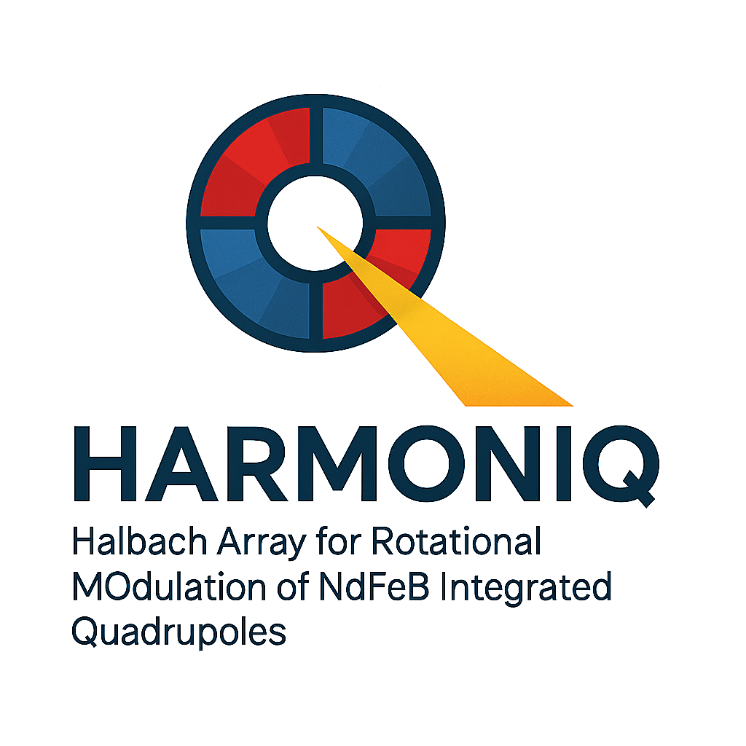 HARMONIQ
Halbach Array for Rotational
MOdulation of NdFeB Integrated
Quadrupoles